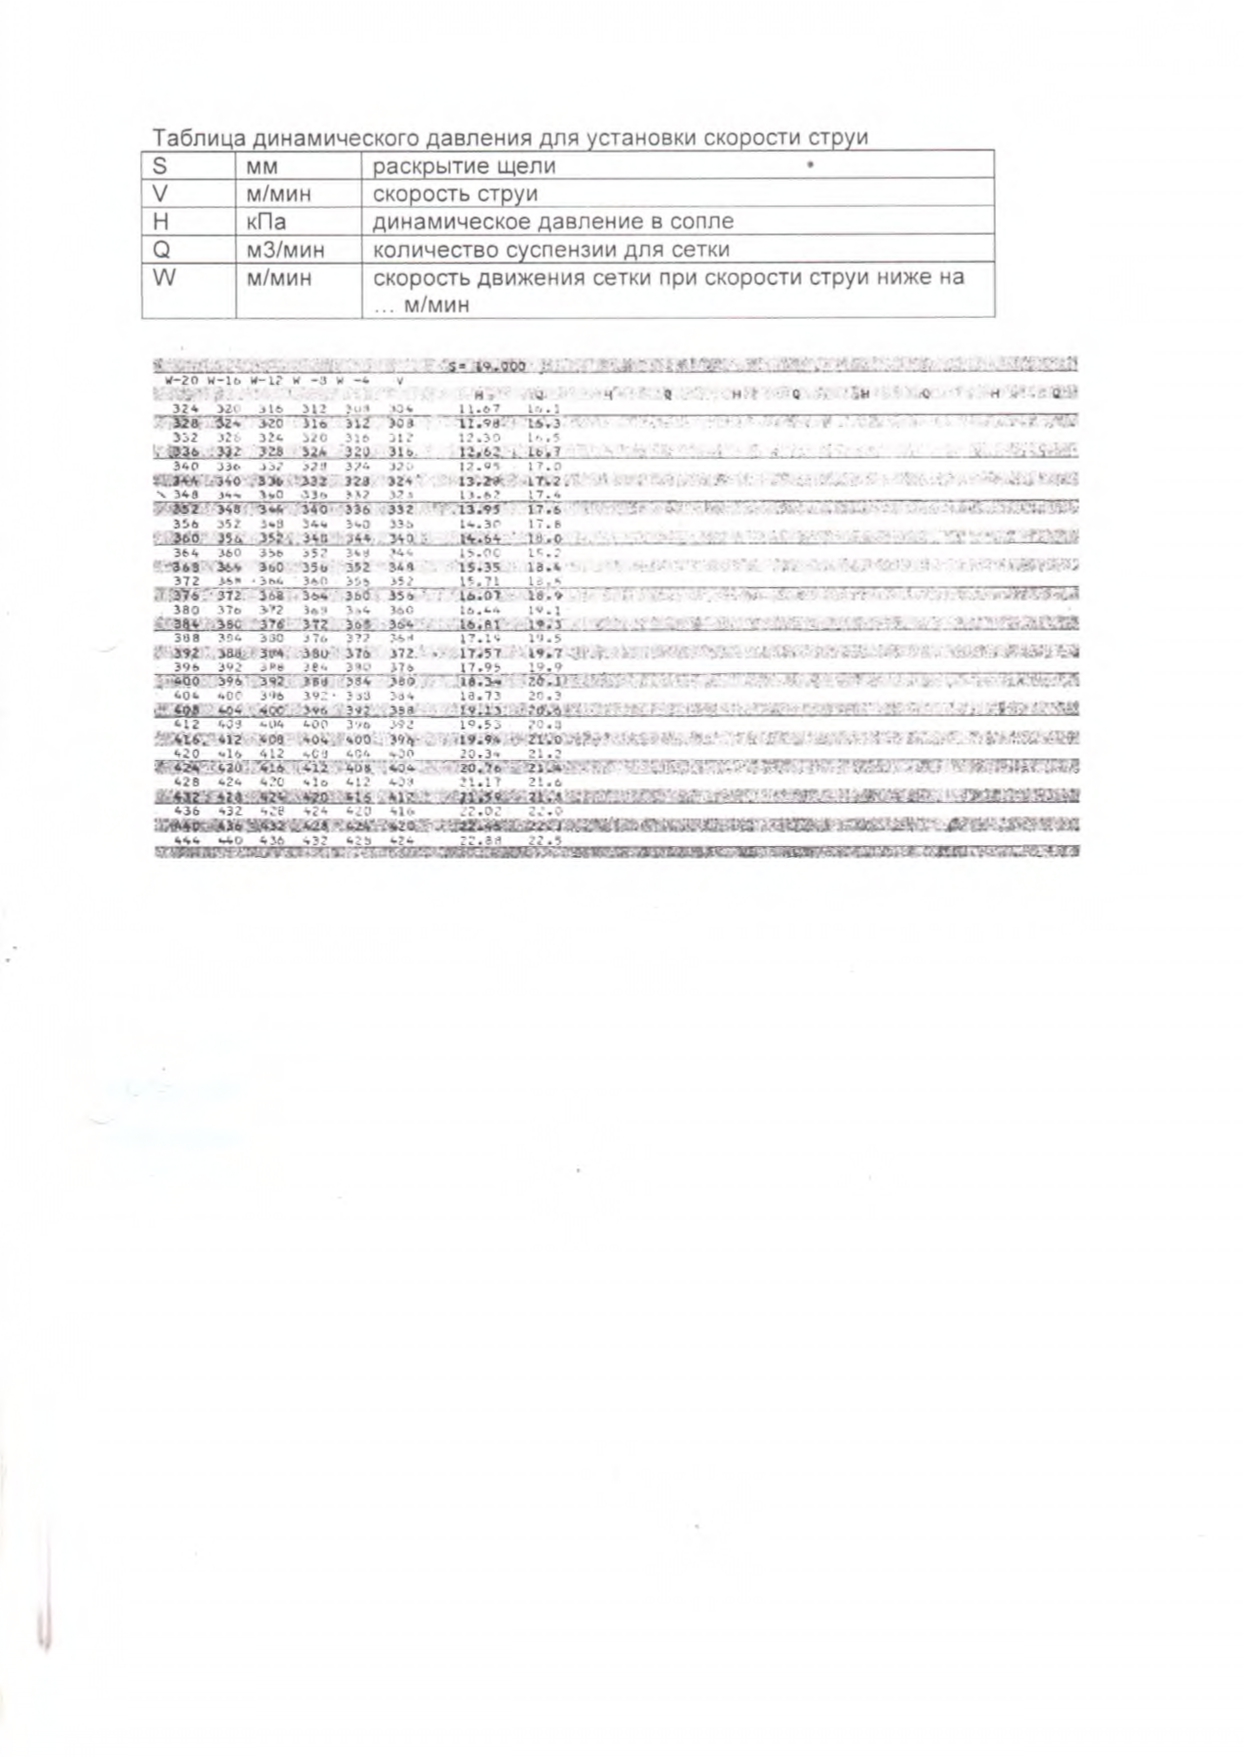 Таблица динамического давления для установки скорости струи
S мм раскрытие щели
V м/мин скорость струи
H кПа динамическое давление в сопле
Q м3/мин количество суспензии для сетки
W м/мин скорость движения сетки при скорости струи ниже на
... м/мин
S= 19.000
W-20 W-16 W-12 W -8 W -4 V
H Q H Q H Q H Q H Q
324 320 316 312 308 304 11.67 16.1
328 324 320 316 312 308 11.98 16.3
332 328 324 320 316 312 12.30 16.5
336 332 328 324 320 316 12.62 16.7
340 336 332 328 324 320 12.95 17.0
344 340 336 332 328 324 13.28 17.2
348 344 340 336 332 328 13.62 17.4
352 348 344 340 336 332 13.95 17.6
356 352 348 344 340 336 14.30 17.8
360 356 352 348 344 340 14.64 18.0
364 360 356 352 348 344 15.00
368 364 360 356 352 348 15.35 18.4
372 368 364 360 356 352 15.71
376 372 368 364 360 356 16.07 18.9
380 376 372 368 364 360 16.44 19.1
384 380 376 372 368 364 16.81 19.3
388 384 380 376 372 368 17.19 19.5
392 388 384 380 376 372 17.57 19.7
396 392 388 384 380 376 17.95 19.9
400 396 392 388 384 380 18.34 20.1
404 400 396 392 388 384 18.73 20.3
408 404 400 396 392 388 19.13 20.6
412 408 404 400 396 392 19.53 20.8
416 412 408 404 400 396 19.94 21.0
420 416 412 408 404 400 20.34 21.2
424 420 416 412 408 404 20.76 21.4
428 424 420 416 412 408 21.17 21.6
432 428 424 420 416 412 21.59
436 432 428 424 420 416 22.02 22.0
440 436 432 428 424 420 22.45
444 440 436 432 428 424 22.88 22.5